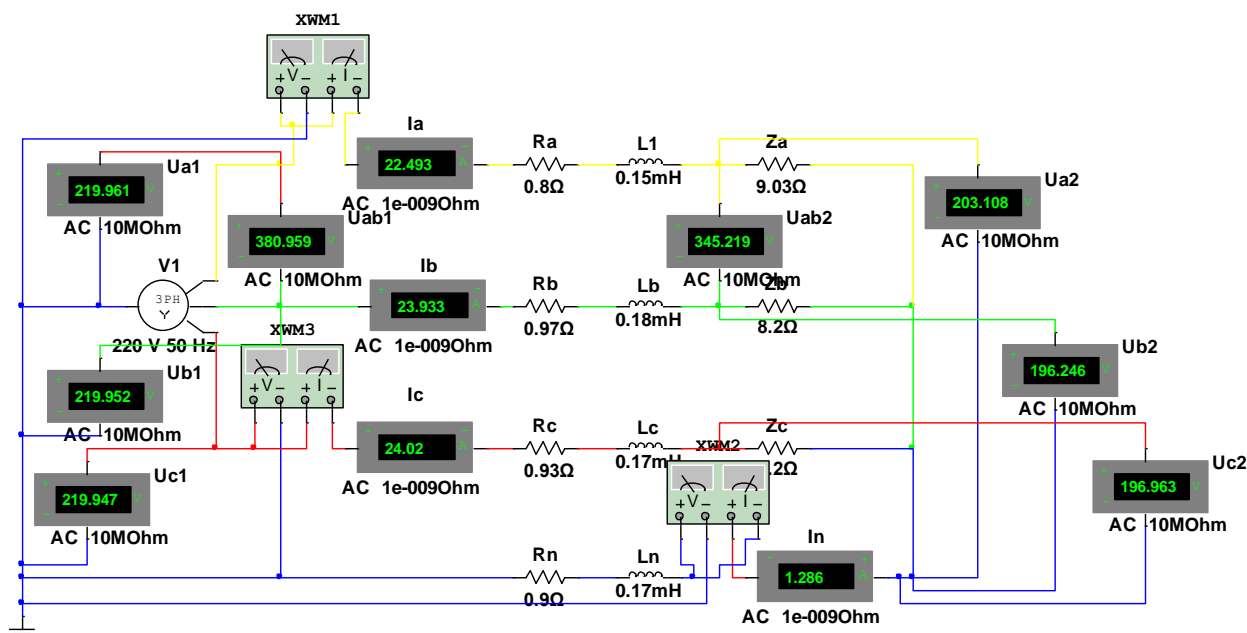 XWM1
V I
Ia
22.493
AC 1e-009Ohm
Ra
0.8Ω
L1
0.15mH
Za
9.03Ω
Ua1
219.961
AC 10MOhm
Uab1
380.959
AC 10MOhm
Uab2
345.219
AC 10MOhm
Ua2
203.108
AC 10MOhm
V1
3PH
Y
220 V 50 Hz
Ib
23.933
AC 1e-009Ohm
Rb
0.97Ω
Lb
0.18mH
Zb
8.2Ω
XWM3
V I
Ub1
219.952
AC 10MOhm
Ub2
196.246
AC 10MOhm
Ic
24.02
AC 1e-009Ohm
Rc
0.93Ω
Lc
0.17mH
Zc
.2Ω
XWM2
V I
Uc1
219.947
AC 10MOhm
Uc2
196.963
AC 10MOhm
Rn
0.9Ω
Ln
0.17mH
In
1.286
AC 1e-009Ohm